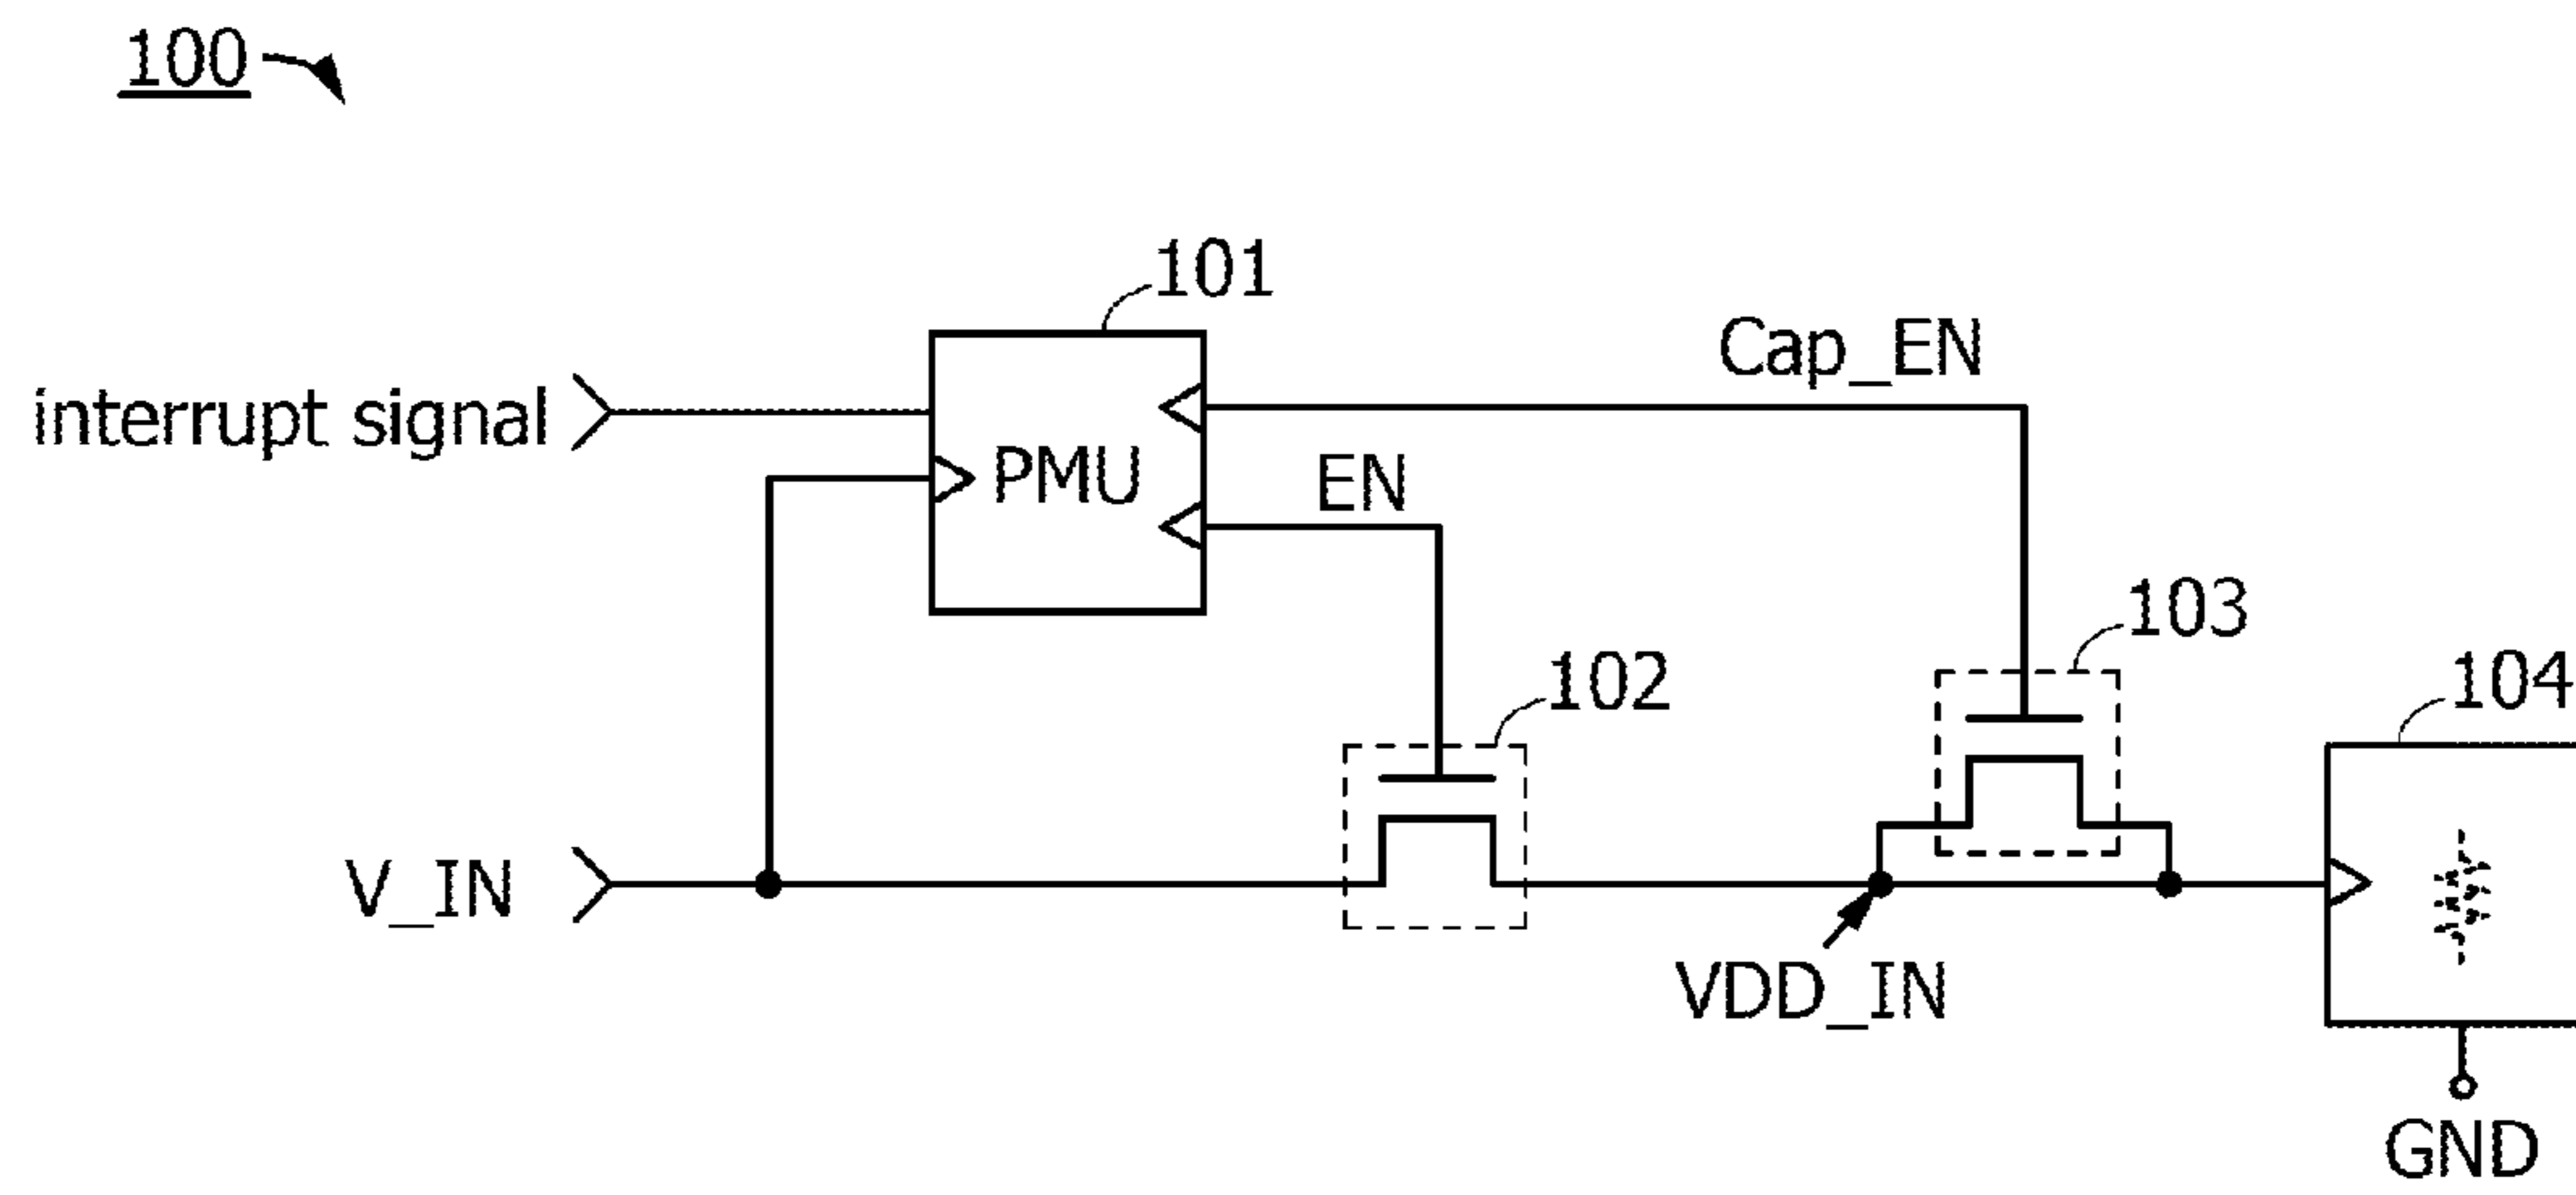 100
101
Cap_EN
interrupt signal
PMU
EN
103
102
104
V_IN
VDD_IN
GND